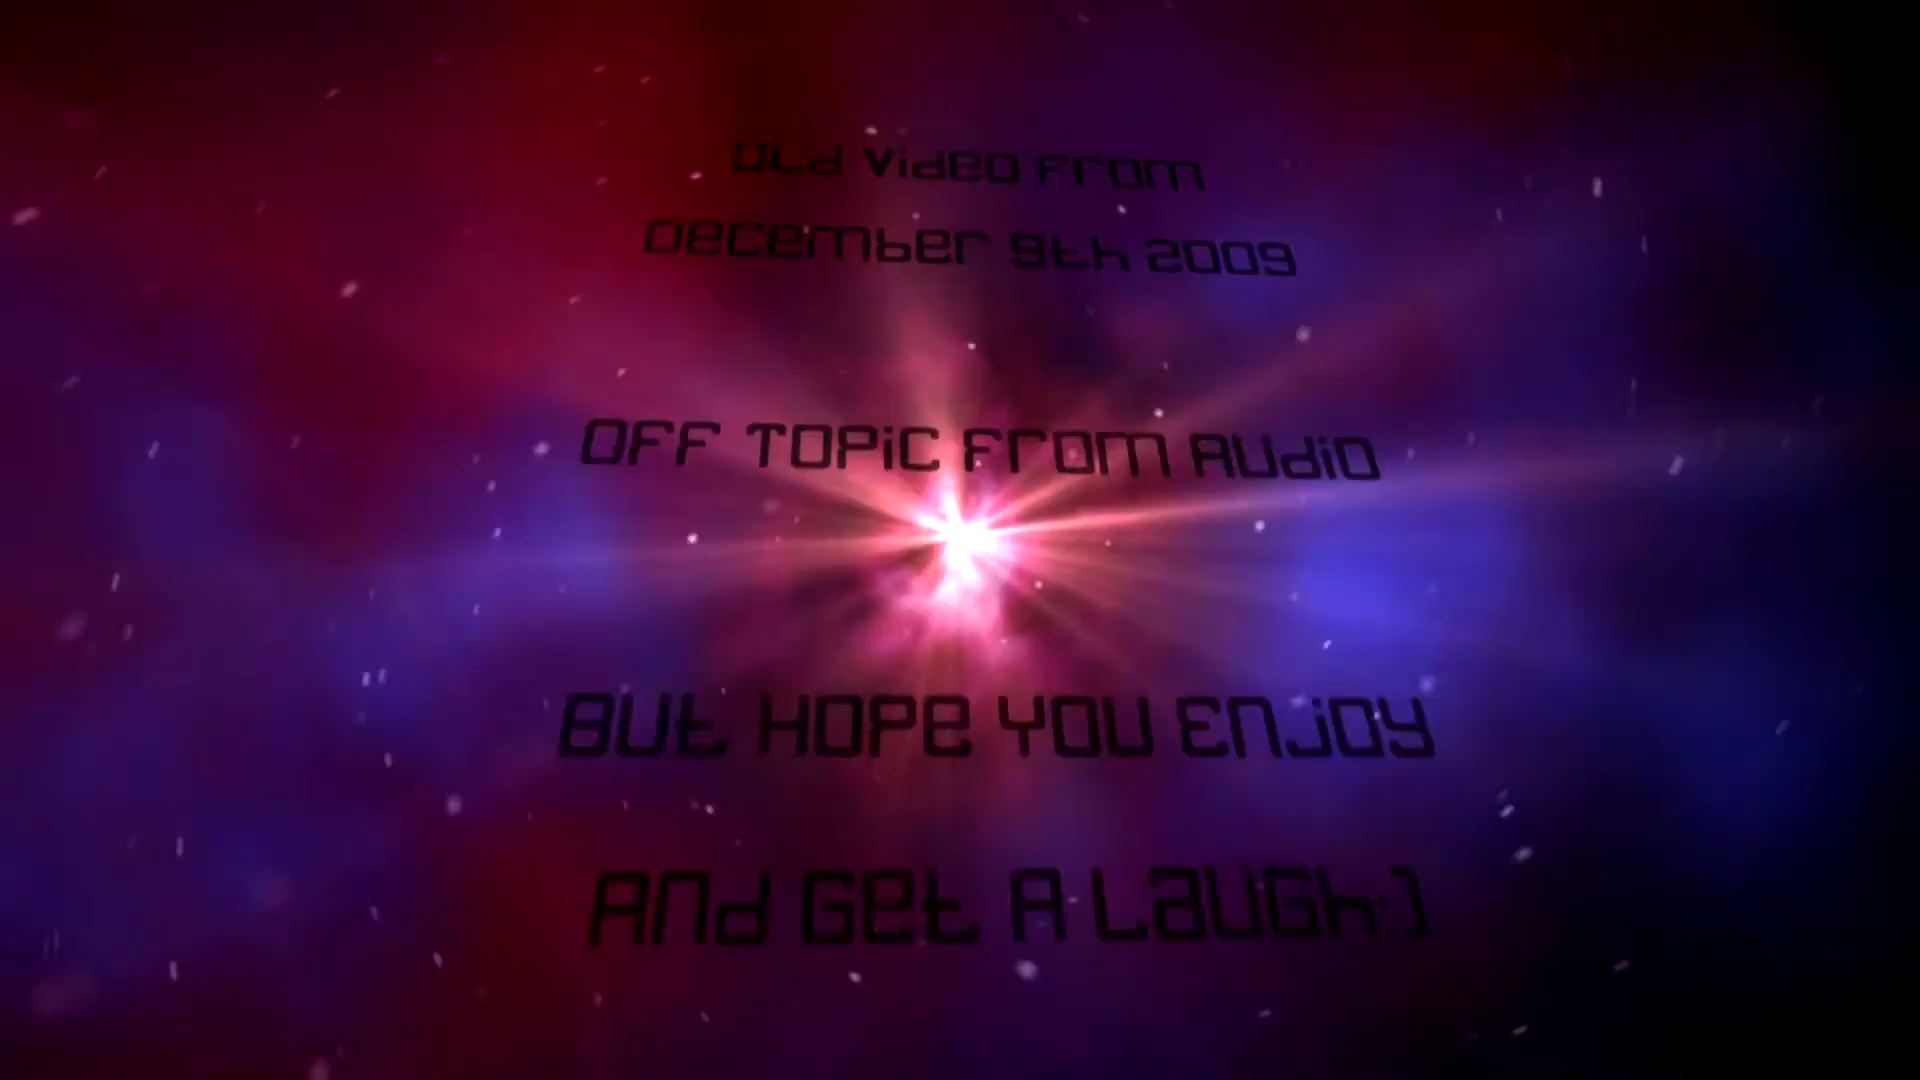 Old Video From
December 9th 2009
Off Topic From Audio
But Hope You Enjoy
And Get A Laugh:)